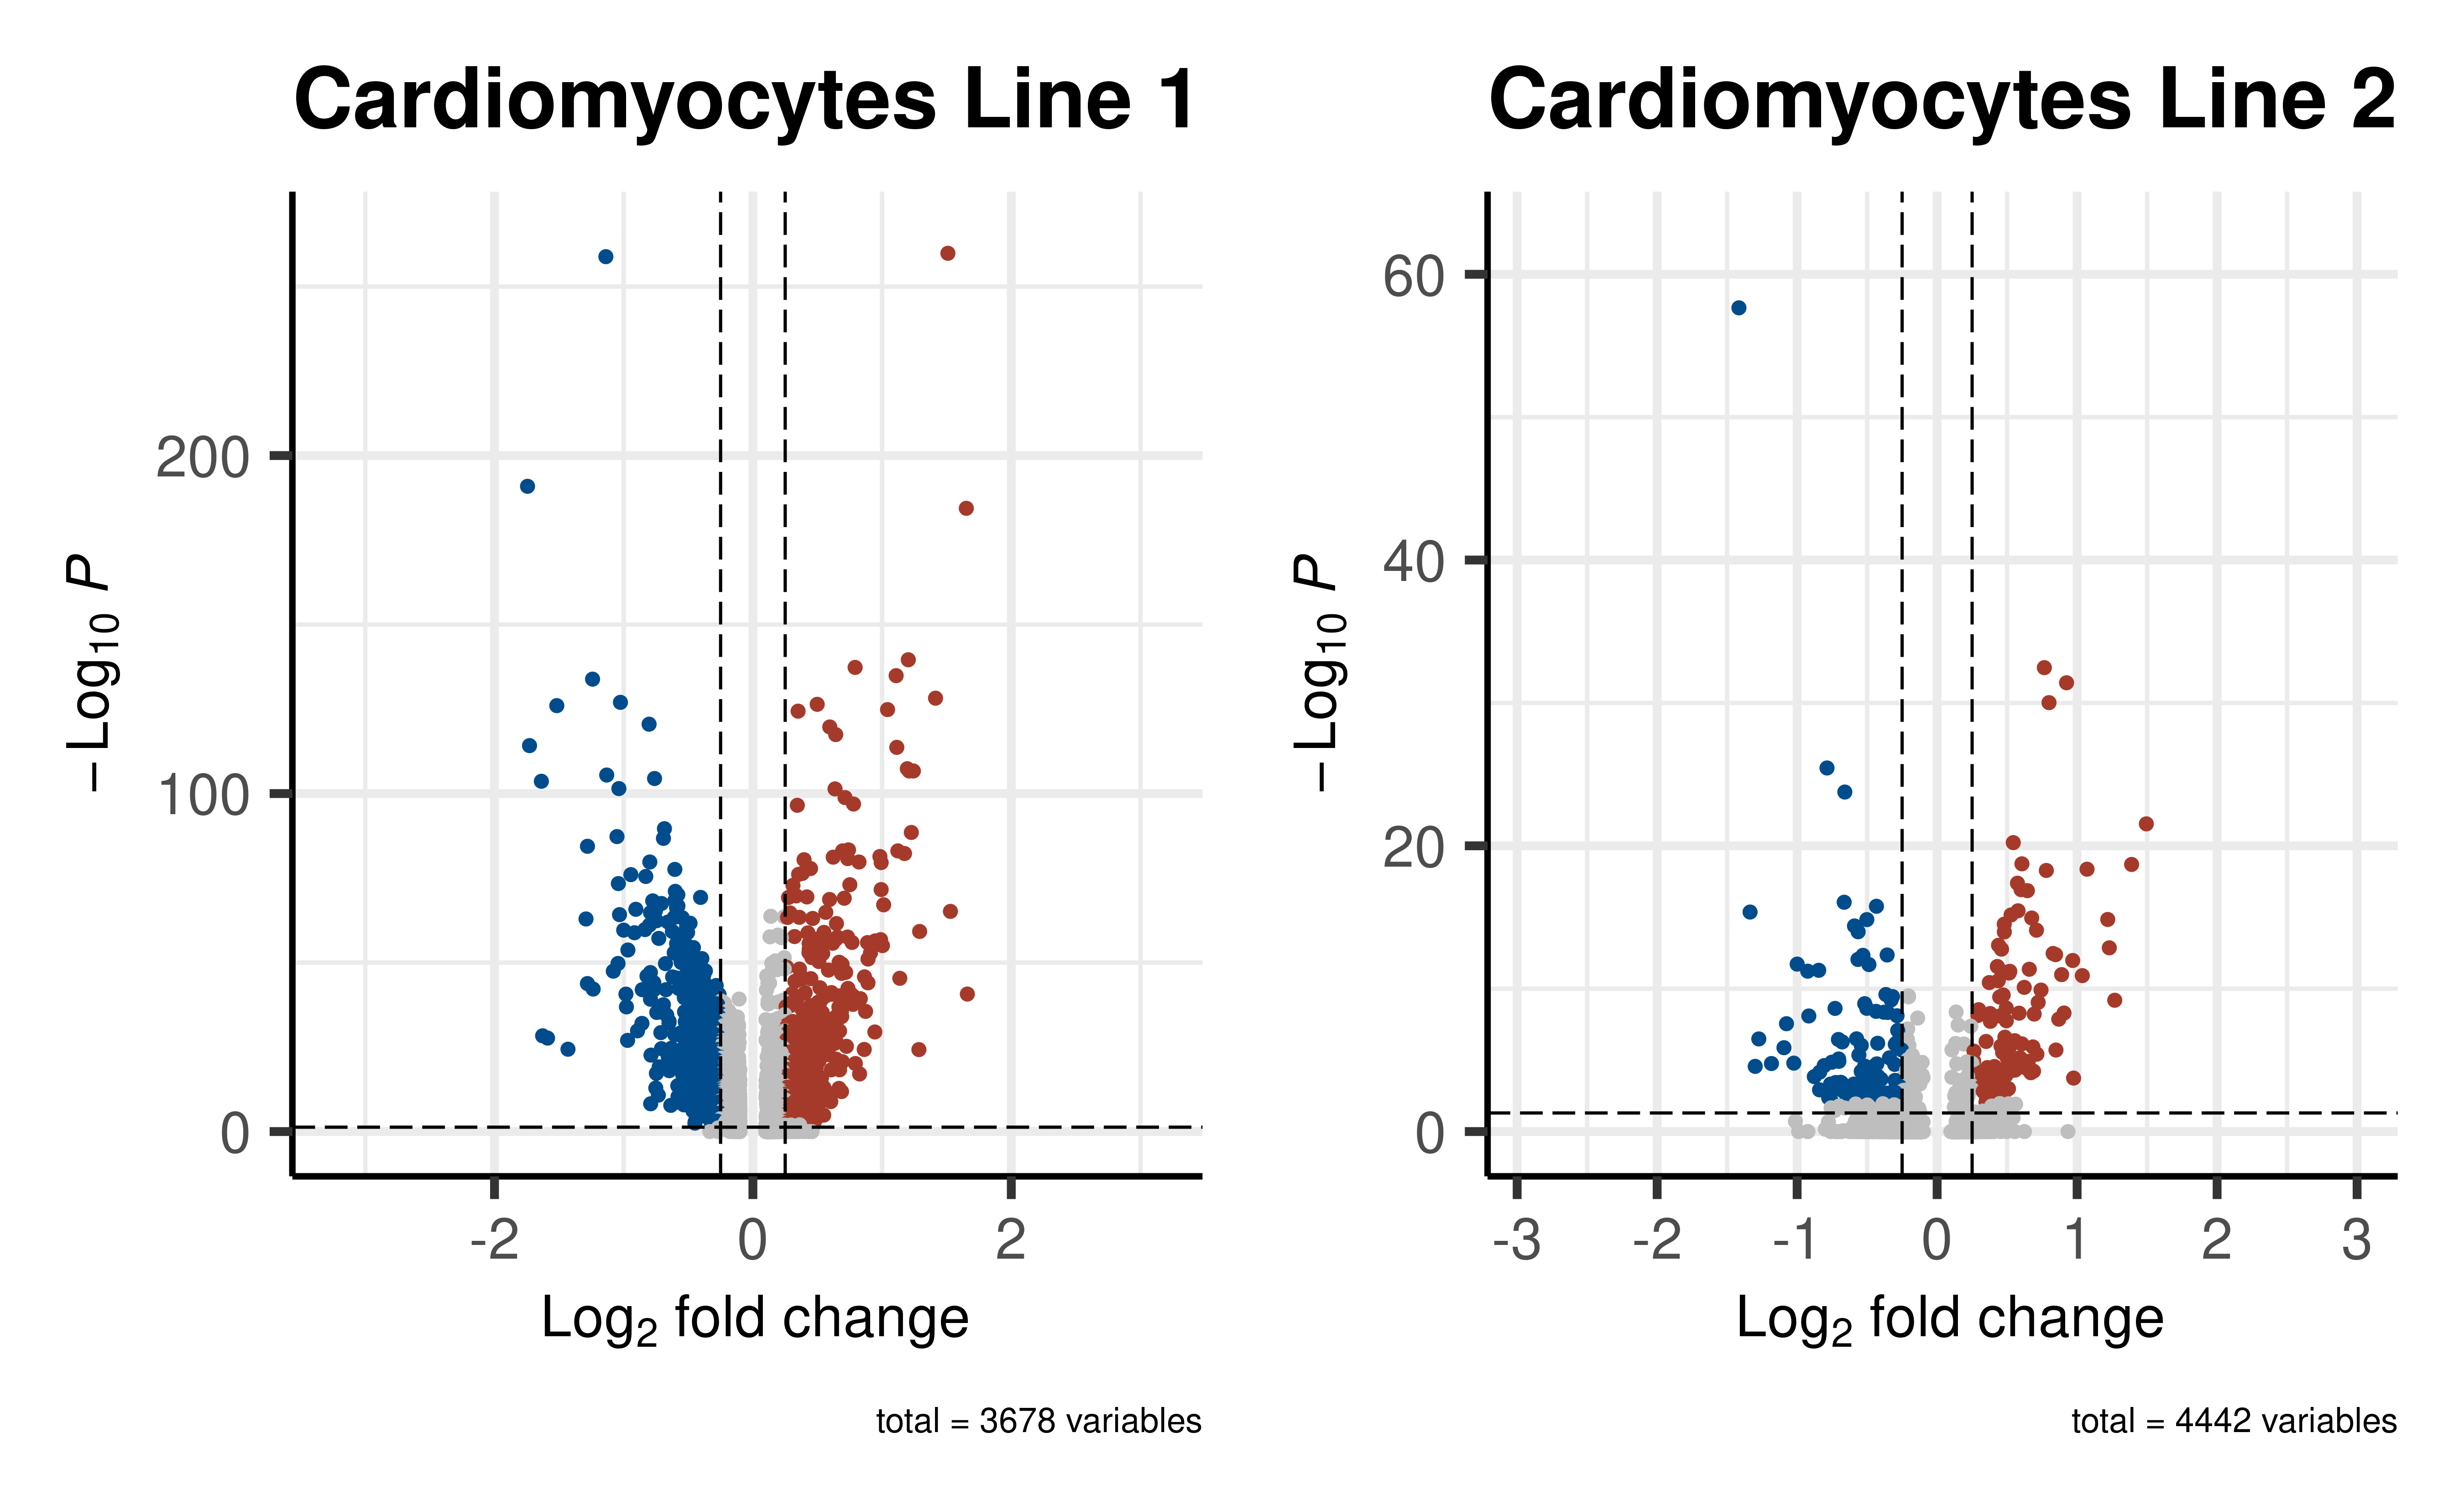 Cardiomyocytes Line 1
−Log10 P
200
100
0
-2 0 2
Log2 fold change
total = 3678 variables
Cardiomyocytes Line 2
−Log10 P
60
40
20
0
-3 -2 -1 0 1 2 3
Log2 fold change
total = 4442 variables